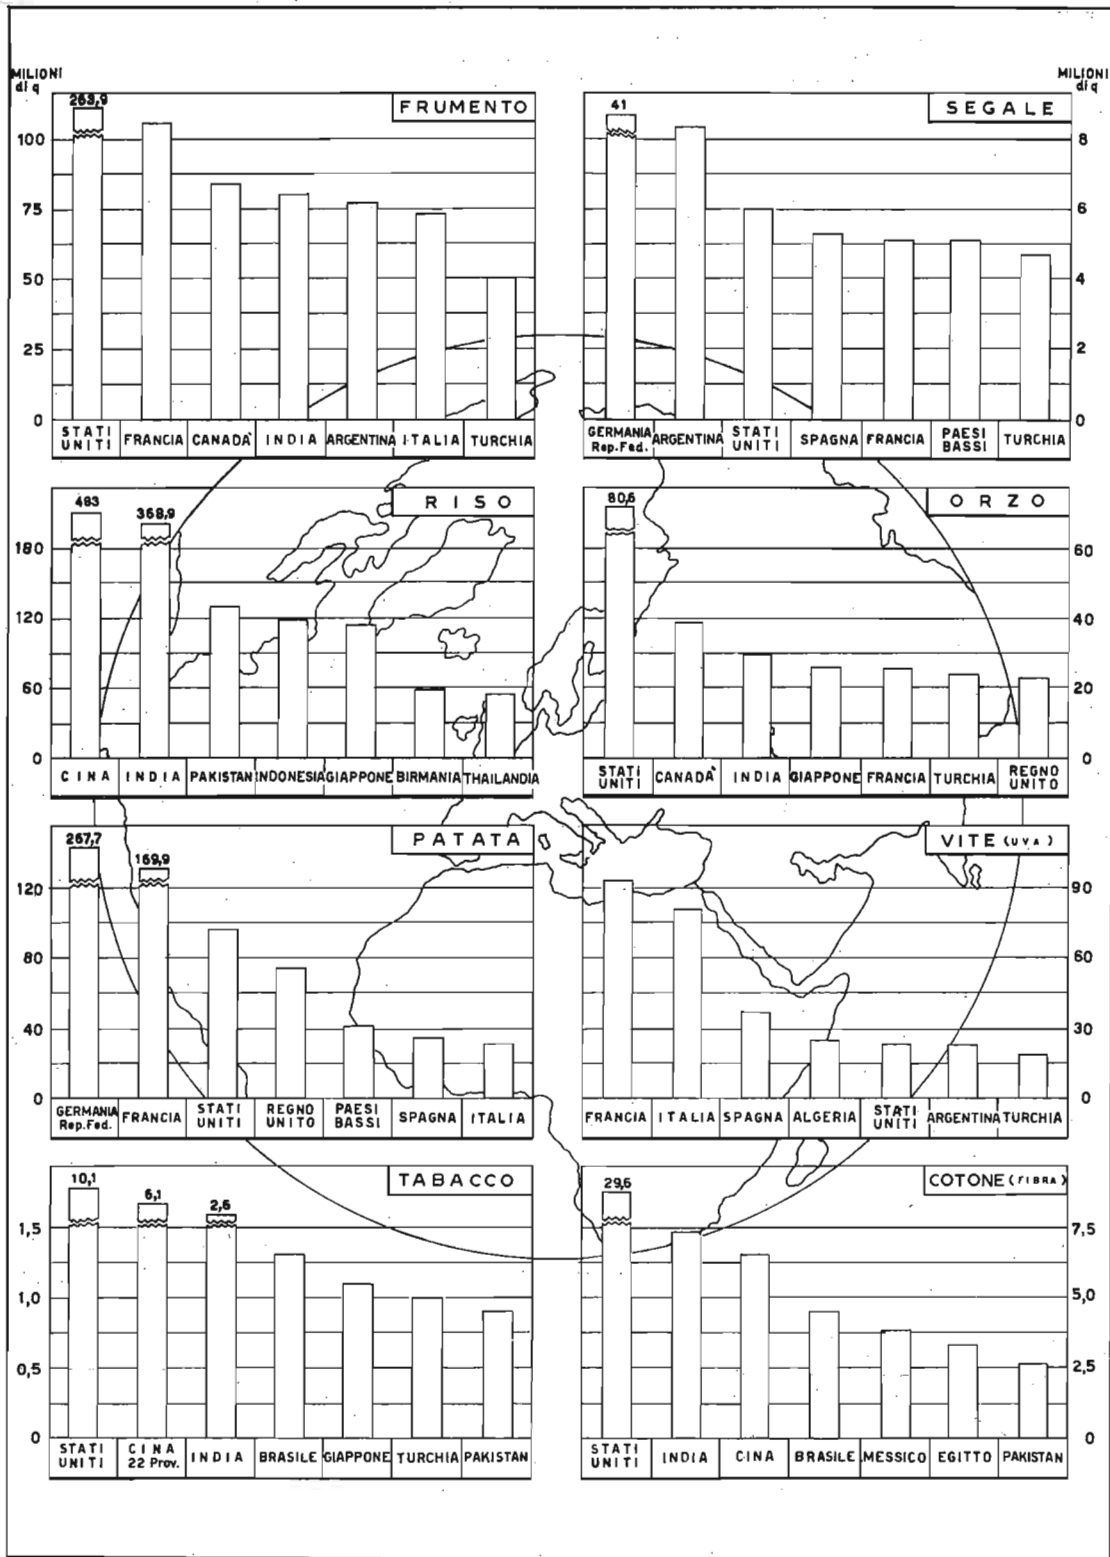 MILIONI
di q
263,9
FRUMENTO
100
75
50
25
0
STATI
UNITI
FRANCIA
CANADA'
INDIA
ARGENTINA
ITALIA
TURCHIA
MILIONI
di q
41
SEGALE
8
6
4
2
0
GERMANIA
Rep.Fed.
ARGENTINA
STATI
UNITI
SPAGNA
FRANCIA
PAESI
BASSI
TURCHIA
483
368,9
RISO
180
120
60
0
CINA
INDIA
PAKISTAN
INDONESIA
GIAPPONE
BIRMANIA
THAILANDIA
80,6
ORZO
60
40
20
0
STATI
UNITI
CANADA'
INDIA
GIAPPONE
FRANCIA
TURCHIA
REGNO
UNITO
267,7
169,9
PATATA
120
80
40
0
GERMANIA
Rep.Fed.
FRANCIA
STATI
UNITI
REGNO
UNITO
PAESI
BASSI
SPAGNA
ITALIA
VITE (UVA)
90
60
30
0
FRANCIA
ITALIA
SPAGNA
ALGERIA
STATI
UNITI
ARGENTINA
TURCHIA
10,1
6,1
2,6
TABACCO
1,5
1,0
0,5
0
STATI
UNITI
CINA
22 Prov.
INDIA
BRASILE
GIAPPONE
TURCHIA
PAKISTAN
29,6
COTONE (FIBRA)
7,5
5,0
2,5
0
STATI
UNITI
INDIA
CINA
BRASILE
MESSICO
EGITTO
PAKISTAN